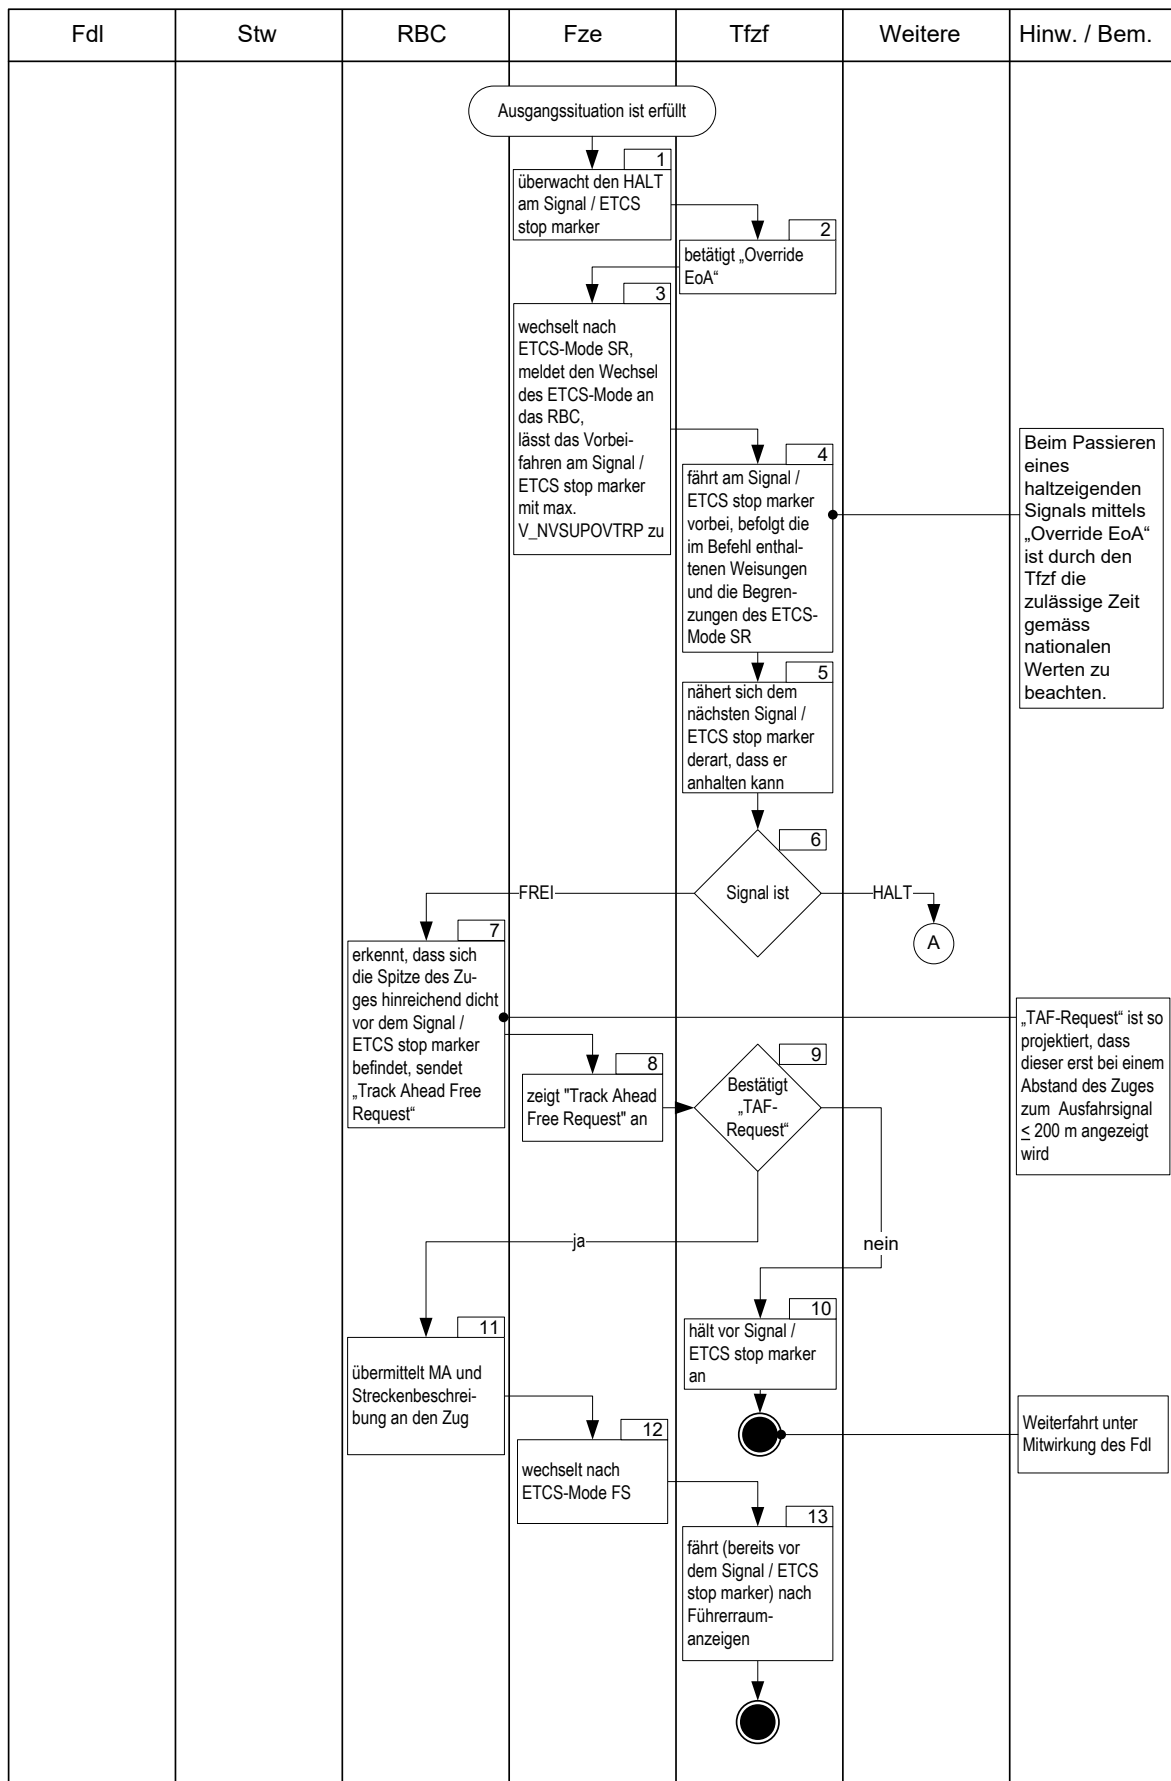 Fdl
Stw
RBC
Fze
Tfzf
Weitere
Hinw. / Bem.
Ausgangssituation ist erfüllt
1
überwacht den HALT
am Signal / ETCS
stop marker
2
betätigt „Override
EoA“
3
wechselt nach
ETCS-Mode SR,
meldet den Wechsel
des ETCS-Mode an
das RBC,
lässt das Vorbei-
fahren am Signal /
ETCS stop marker
mit max.
V_NVSUPOVTRP zu
4
fährt am Signal /
ETCS stop marker
vorbei, befolgt die
im Befehl enthal-
tenen Weisungen
und die Begren-
zungen des ETCS-
Mode SR
Beim Passieren
eines
haltzeigenden
Signals mittels
„Override EoA“
ist durch den
Tfzf die
zulässige Zeit
gemäss
nationalen
Werten zu
beachten.
5
nähert sich dem
nächsten Signal /
ETCS stop marker
derart, dass er
anhalten kann
6
Signal ist
FREI
HALT
A
7
erkennt, dass sich
die Spitze des Zu-
ges hinreichend dicht
vor dem Signal /
ETCS stop marker
befindet, sendet
„Track Ahead Free
Request“
„TAF-Request“ ist so
projektiert, dass
dieser erst bei einem
Abstand des Zuges
zum Ausfahrsignal
≤ 200 m angezeigt
wird
8
zeigt "Track Ahead
Free Request" an
9
Bestätigt
„TAF-
Request“
ja
nein
10
hält vor Signal /
ETCS stop marker
an
11
übermittelt MA und
Streckenbeschrei-
bung an den Zug
Weiterfahrt unter
Mitwirkung des Fdl
12
wechselt nach
ETCS-Mode FS
13
fährt (bereits vor
dem Signal / ETCS
stop marker) nach
Führerraum-
anzeigen